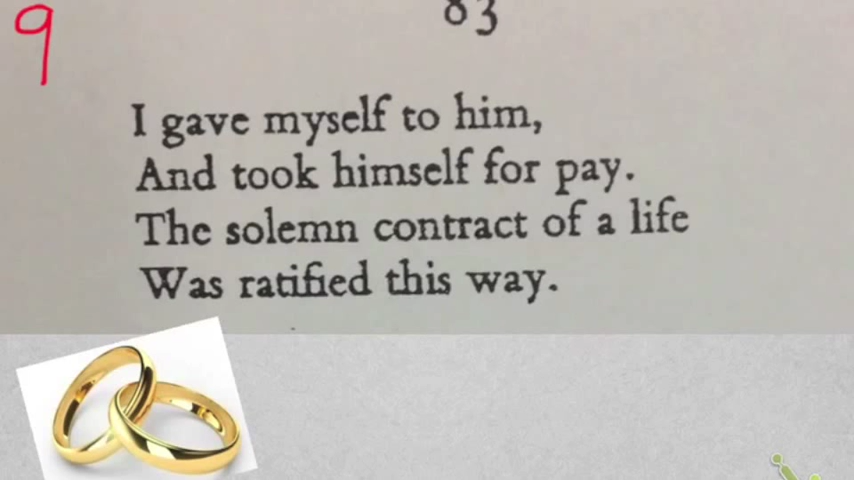 9
83
I gave myself to him,
And took himself for pay.
The solemn contract of a life
Was ratified this way.